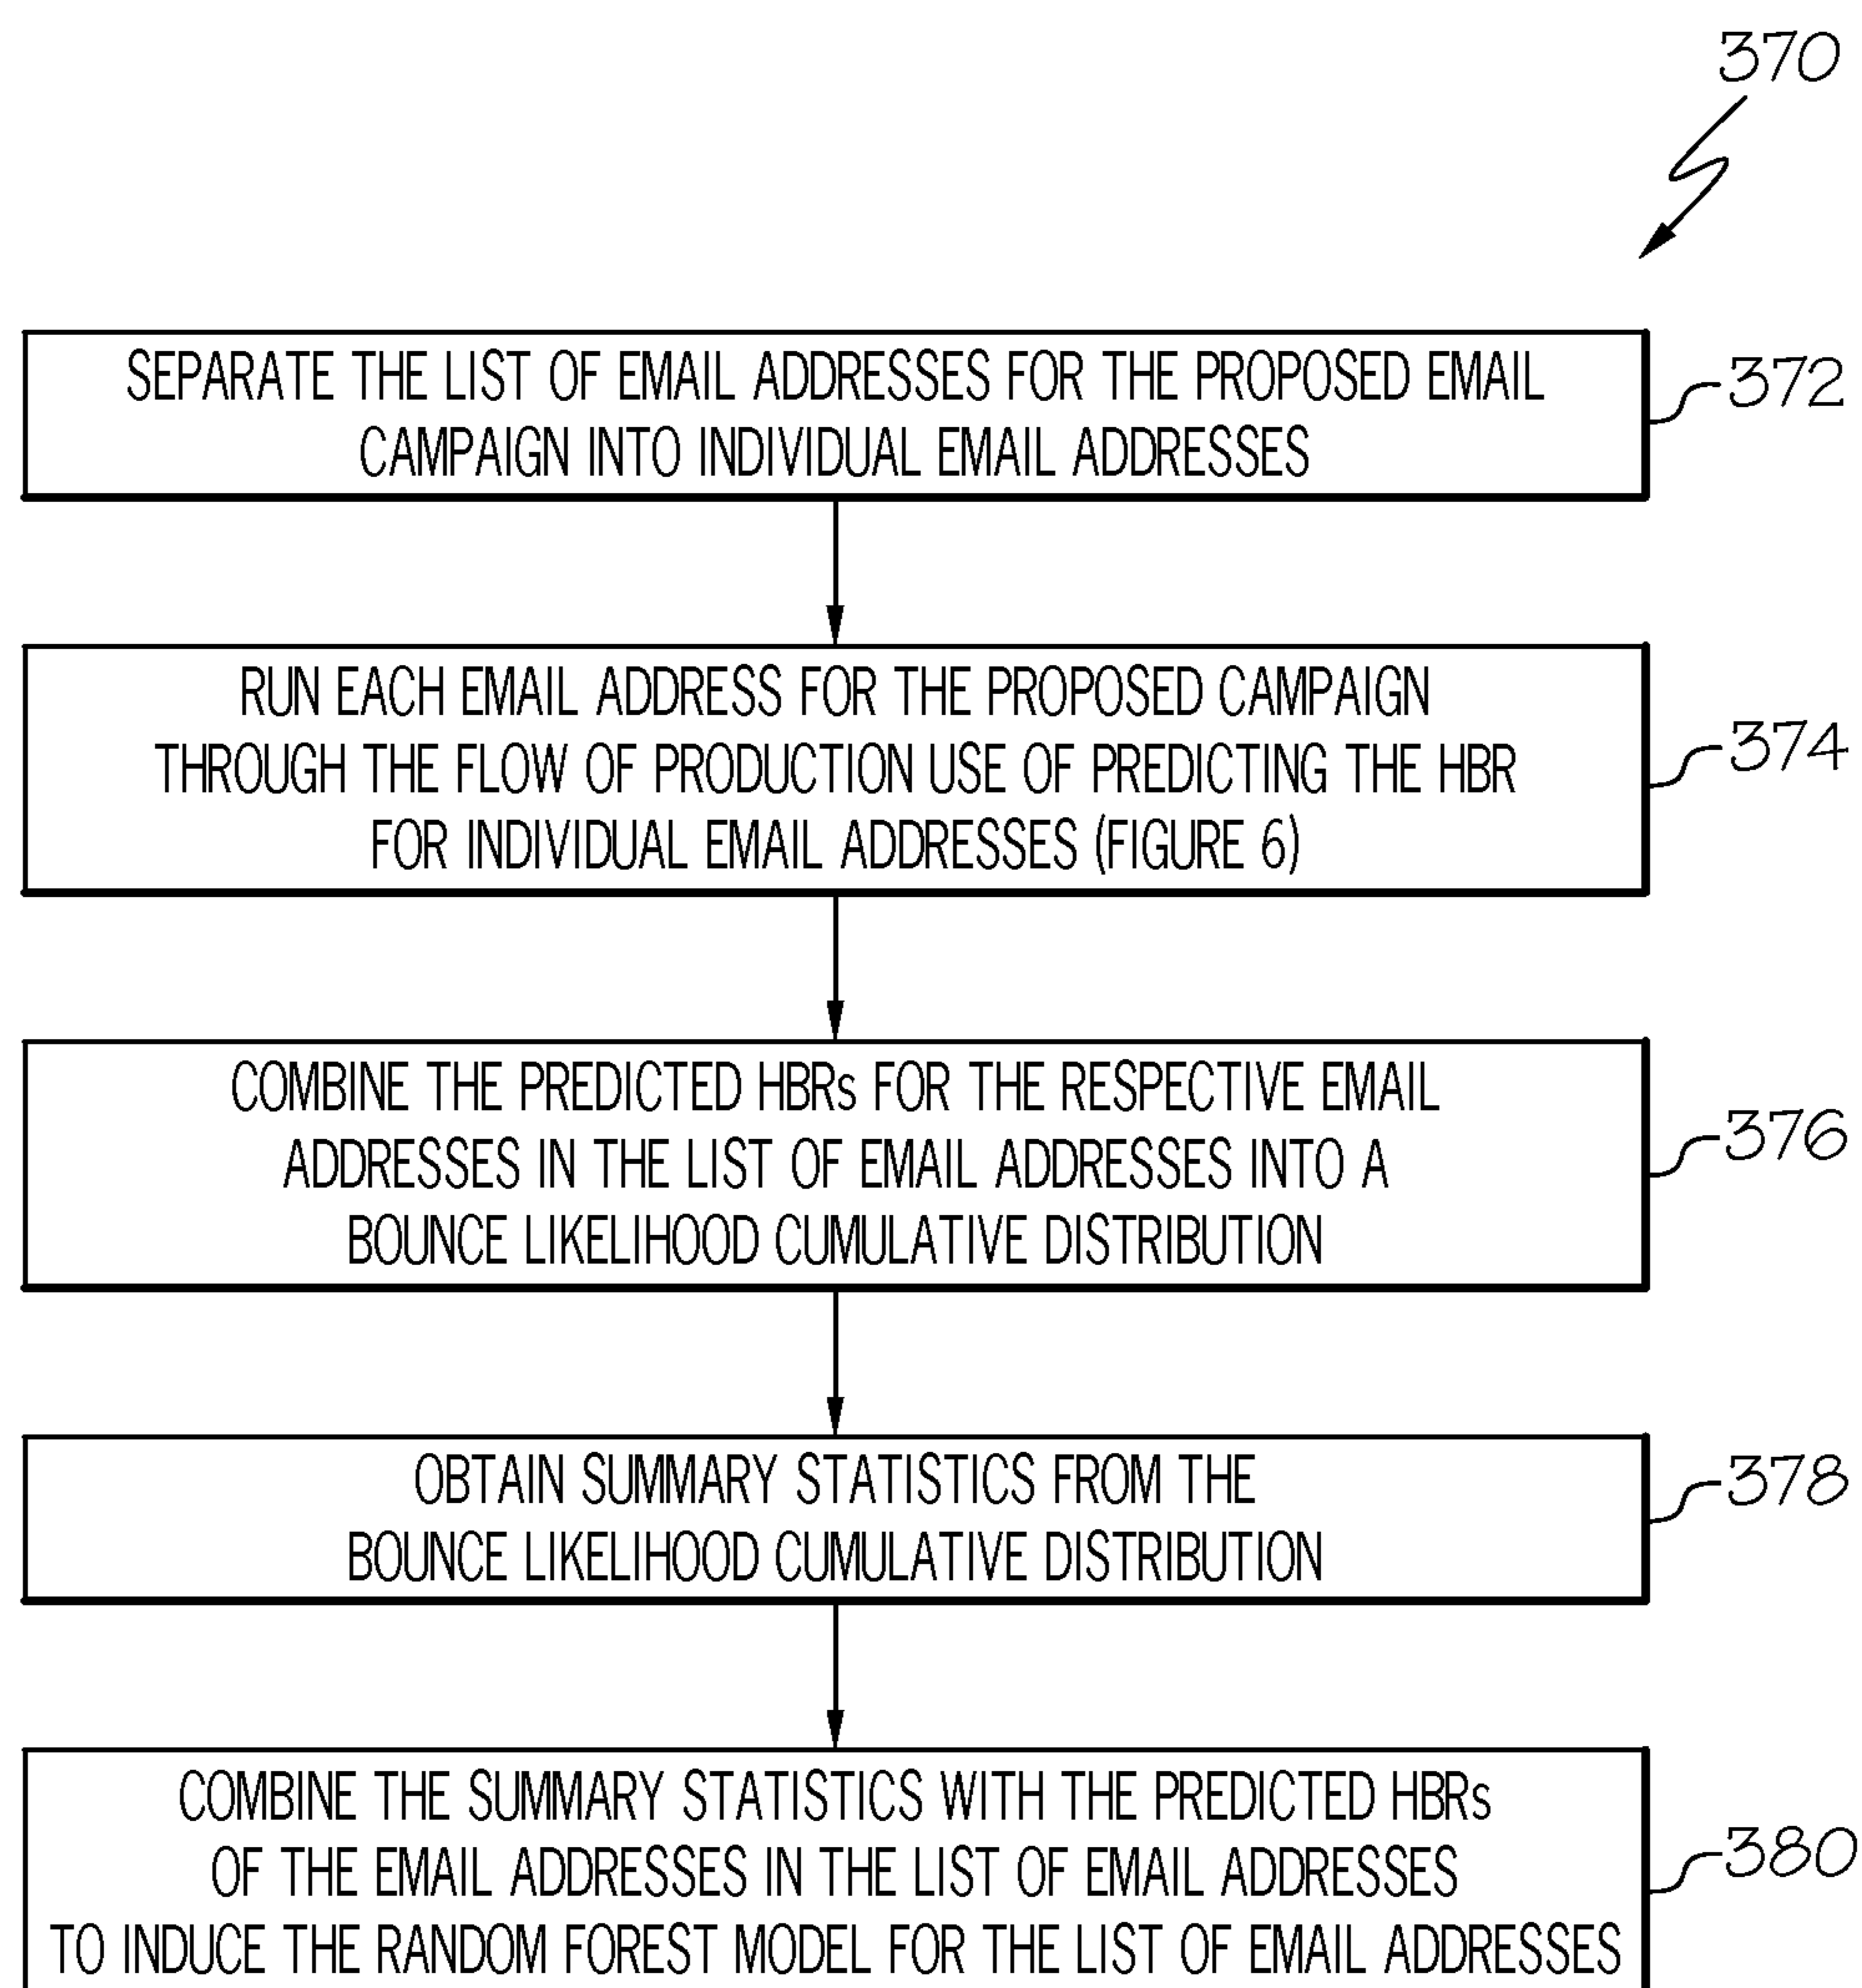 370
SEPARATE THE LIST OF EMAIL ADDRESSES FOR THE PROPOSED EMAIL
CAMPAIGN INTO INDIVIDUAL EMAIL ADDRESSES
372
RUN EACH EMAIL ADDRESS FOR THE PROPOSED CAMPAIGN
THROUGH THE FLOW OF PRODUCTION USE OF PREDICTING THE HBR
FOR INDIVIDUAL EMAIL ADDRESSES (FIGURE 6)
374
COMBINE THE PREDICTED HBRs FOR THE RESPECTIVE EMAIL
ADDRESSES IN THE LIST OF EMAIL ADDRESSES INTO A
BOUNCE LIKELIHOOD CUMULATIVE DISTRIBUTION
376
OBTAIN SUMMARY STATISTICS FROM THE
BOUNCE LIKELIHOOD CUMULATIVE DISTRIBUTION
378
COMBINE THE SUMMARY STATISTICS WITH THE PREDICTED HBRs
OF THE EMAIL ADDRESSES IN THE LIST OF EMAIL ADDRESSES
TO INDUCE THE RANDOM FOREST MODEL FOR THE LIST OF EMAIL ADDRESSES
380